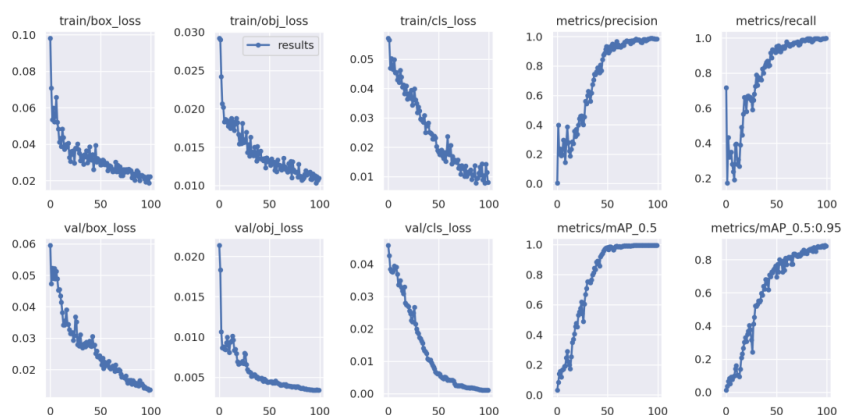 train/box_loss
train/obj_loss
train/cls_loss
metrics/precision
metrics/recall
0.10
0.08
0.06
0.04
0.02
0 50 100
0.030
0.025
0.020
0.015
0.010
results
0 50 100
0.05
0.04
0.03
0.02
0.01
0 50 100
1.0
0.8
0.6
0.4
0.2
0.0
0 50 100
1.0
0.8
0.6
0.4
0.2
0 50 100
val/box_loss
val/obj_loss
val/cls_loss
metrics/mAP_0.5
metrics/mAP_0.5:0.95
0.06
0.05
0.04
0.03
0.02
0 50 100
0.020
0.015
0.010
0.005
0 50 100
0.04
0.03
0.02
0.01
0.00
0 50 100
1.0
0.8
0.6
0.4
0.2
0.0
0 50 100
0.8
0.6
0.4
0.2
0.0
0 50 100